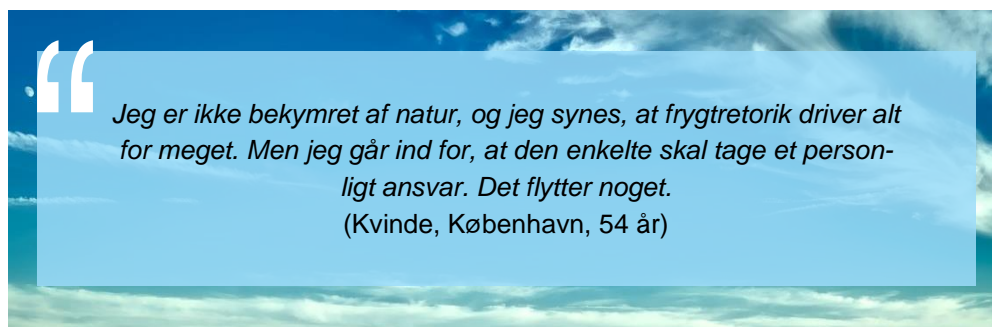 “
Jeg er ikke bekymret af natur, og jeg synes, at frygtretorik driver alt
for meget. Men jeg går ind for, at den enkelte skal tage et person-
ligt ansvar. Det flytter noget.
(Kvinde, København, 54 år)